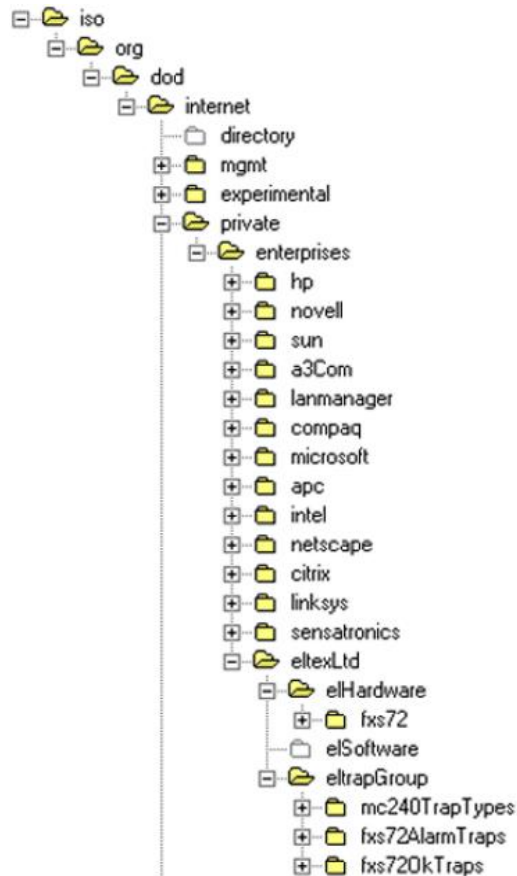 iso
org
dod
internet
directory
mgmt
experimental
private
enterprises
hp
novell
sun
a3Com
lanmanager
compaq
microsoft
apc
intel
netscape
citrix
linksys
sensatronics
eltexLtd
elHardware
fxs72
elSoftware
eltrapGroup
mc240TrapTypes
fxs72AlarmTraps
fxs72OkTraps